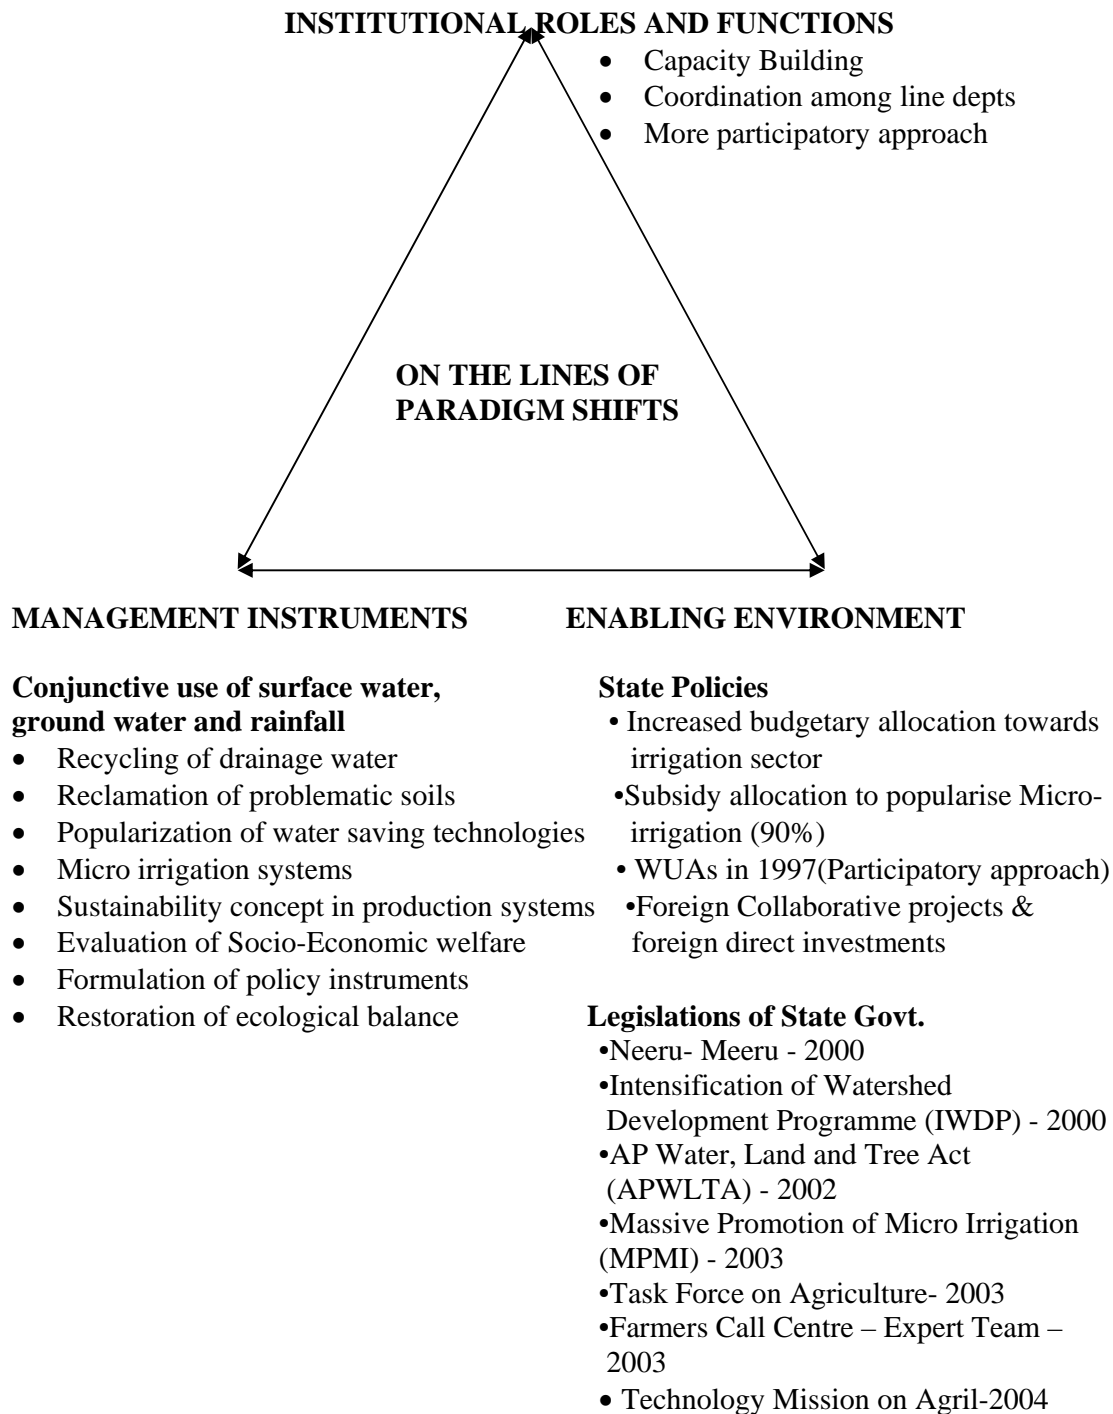 INSTITUTIONAL ROLES AND FUNCTIONS
• Capacity Building
• Coordination among line depts
• More participatory approach
ON THE LINES OF
PARADIGM SHIFTS
MANAGEMENT INSTRUMENTS
Conjunctive use of surface water,
ground water and rainfall
• Recycling of drainage water
• Reclamation of problematic soils
• Popularization of water saving technologies
• Micro irrigation systems
• Sustainability concept in production systems
• Evaluation of Socio-Economic welfare
• Formulation of policy instruments
• Restoration of ecological balance
ENABLING ENVIRONMENT
State Policies
• Increased budgetary allocation towards
irrigation sector
•Subsidy allocation to popularise Micro-
irrigation (90%)
• WUAs in 1997(Participatory approach)
•Foreign Collaborative projects &
foreign direct investments
Legislations of State Govt.
•Neeru- Meeru - 2000
•Intensification of Watershed
Development Programme (IWDP) - 2000
•AP Water, Land and Tree Act
(APWLTA) - 2002
•Massive Promotion of Micro Irrigation
(MPMI) - 2003
•Task Force on Agriculture- 2003
•Farmers Call Centre – Expert Team –
2003
• Technology Mission on Agril-2004